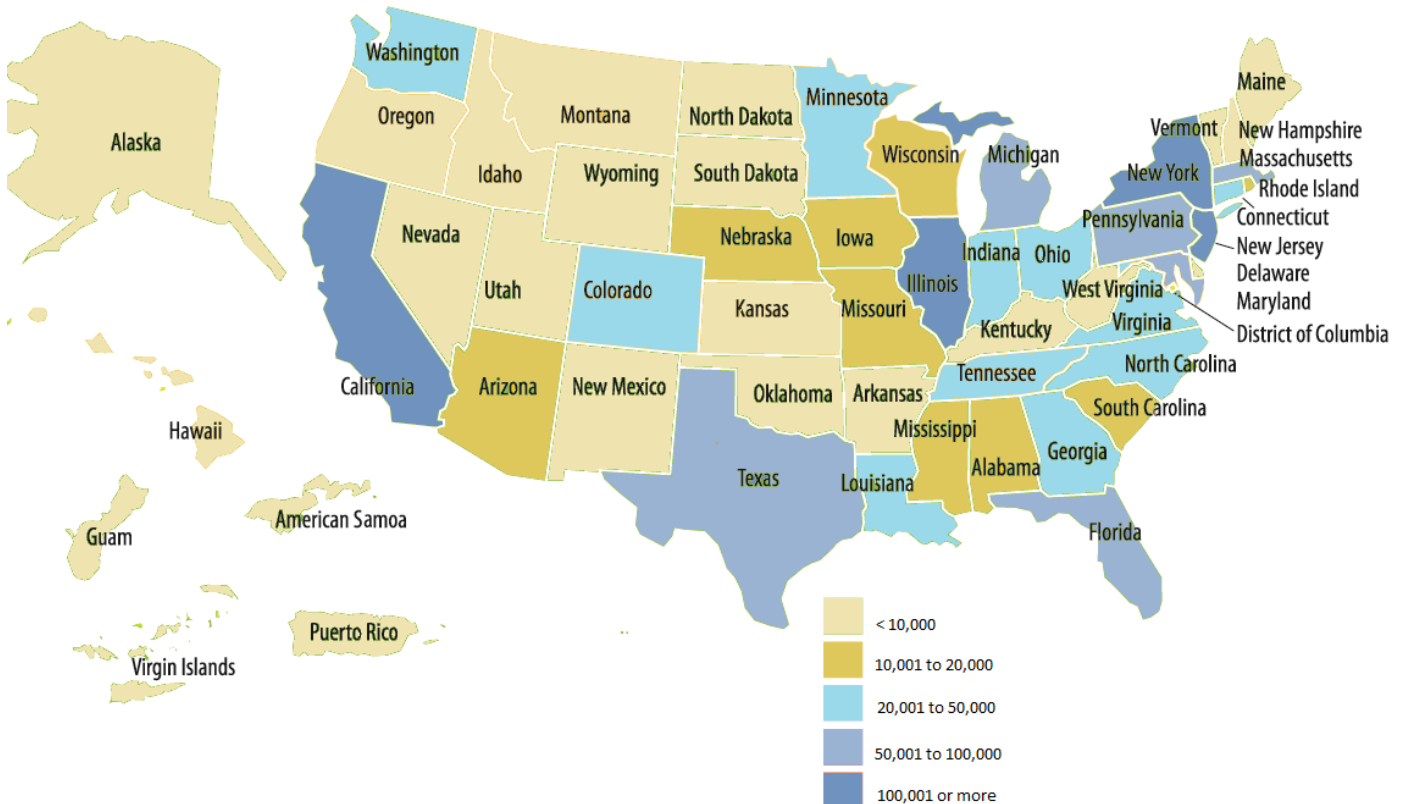 Washington
Oregon
Idaho
Montana
Wyoming
North Dakota
South Dakota
Minnesota
Wisconsin
Michigan
Maine
Vermont
New Hampshire
Massachusetts
New York
Rhode Island
Connecticut
Pennsylvania
New Jersey
Delaware
Maryland
District of Columbia
Alaska
Nevada
Utah
Colorado
Nebraska
Iowa
Kansas
Missouri
Illinois
Indiana
Ohio
West Virginia
Virginia
Kentucky
California
Arizona
New Mexico
Oklahoma
Arkansas
Tennessee
North Carolina
South Carolina
Mississippi
Alabama
Georgia
Texas
Louisiana
Florida
Hawaii
Guam
American Samoa
Puerto Rico
Virgin Islands
< 10,000
10,001 to 20,000
20,001 to 50,000
50,001 to 100,000
100,001 or more